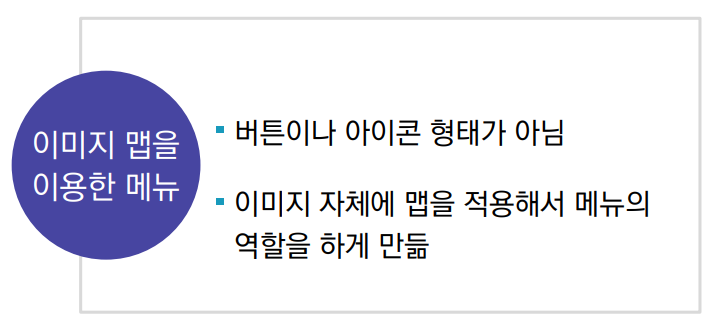 이미지 맵을
이용한 메뉴
버튼이나 아이콘 형태가 아님
이미지 자체에 맵을 적용해서 메뉴의
역할을 하게 만듦